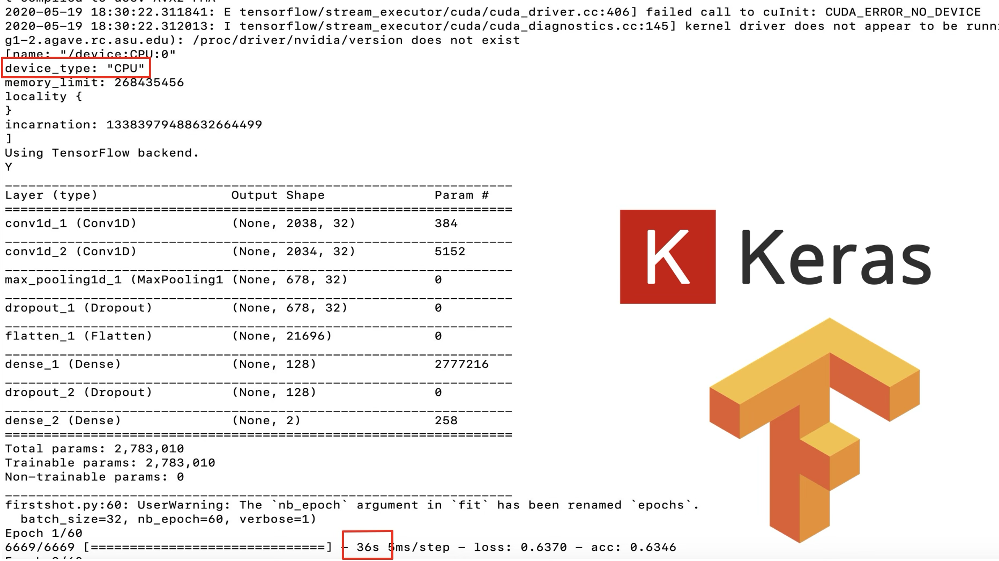 t compiled to use: AVX2 FMA
2020-05-19 18:30:22.311841: E tensorflow/stream_executor/cuda/cuda_driver.cc:406] failed call to cuInit: CUDA_ERROR_NO_DEVICE
2020-05-19 18:30:22.312013: I tensorflow/stream_executor/cuda/cuda_diagnostics.cc:145] kernel driver does not appear to be runn
g1-2.agave.rc.asu.edu): /proc/driver/nvidia/version does not exist
[name: "/device:CPU:0"
device_type: "CPU"
memory_limit: 268435456
locality {
}
incarnation: 13383979488632664499
]
Using TensorFlow backend.
Y
_________________________________________________________________
Layer (type) Output Shape Param #
=================================================================
conv1d_1 (Conv1D) (None, 2038, 32) 384
_________________________________________________________________
conv1d_2 (Conv1D) (None, 2034, 32) 5152
_________________________________________________________________
max_pooling1d_1 (MaxPooling1 (None, 678, 32) 0
_________________________________________________________________
dropout_1 (Dropout) (None, 678, 32) 0
_________________________________________________________________
flatten_1 (Flatten) (None, 21696) 0
_________________________________________________________________
dense_1 (Dense) (None, 128) 2777216
_________________________________________________________________
dropout_2 (Dropout) (None, 128) 0
_________________________________________________________________
dense_2 (Dense) (None, 2) 258
=================================================================
Total params: 2,783,010
Trainable params: 2,783,010
Non-trainable params: 0
_________________________________________________________________
firstshot.py:60: UserWarning: The `nb_epoch` argument in `fit` has been renamed `epochs`.
batch_size=32, nb_epoch=60, verbose=1)
Epoch 1/60
6669/6669 [==============================] - 36s 5ms/step - loss: 0.6370 - acc: 0.6346
Epoch 2/60
K Keras